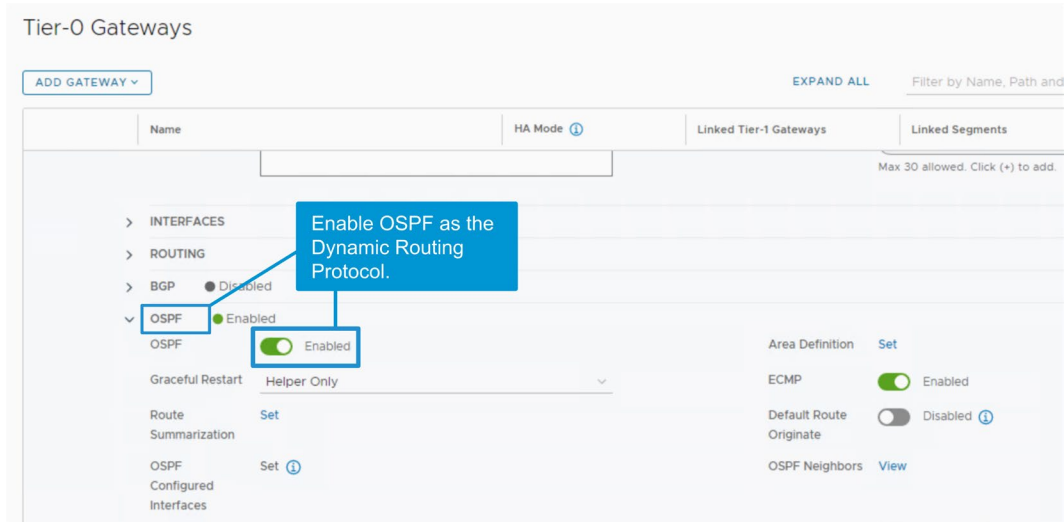 Tier-0 Gateways
ADD GATEWAY
EXPAND ALL
Filter by Name, Path and
Name
HA Mode
Linked Tier-1 Gateways
Linked Segments
Max 30 allowed. Click (+) to add.
INTERFACES
Enable OSPF as the
Dynamic Routing
Protocol.
ROUTING
BGP Disabled
OSPF Enabled
OSPF Enabled
Area Definition Set
Graceful Restart Helper Only
ECMP Enabled
Route
Summarization
Set
Default Route
Originate
Disabled
OSPF
Configured
Interfaces
Set
OSPF Neighbors View